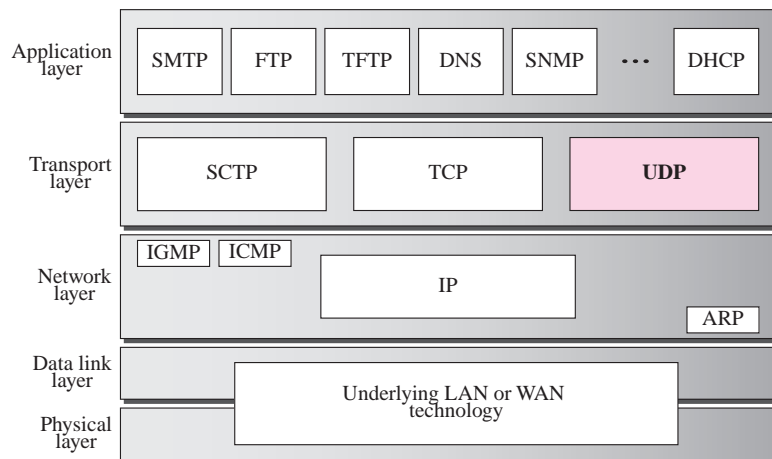 Application
layer
SMTP FTP TFTP DNS SNMP ... DHCP
Transport
layer
SCTP TCP UDP
Network
layer
IGMP ICMP
IP
ARP
Data link
layer
Underlying LAN or WAN
technology
Physical
layer